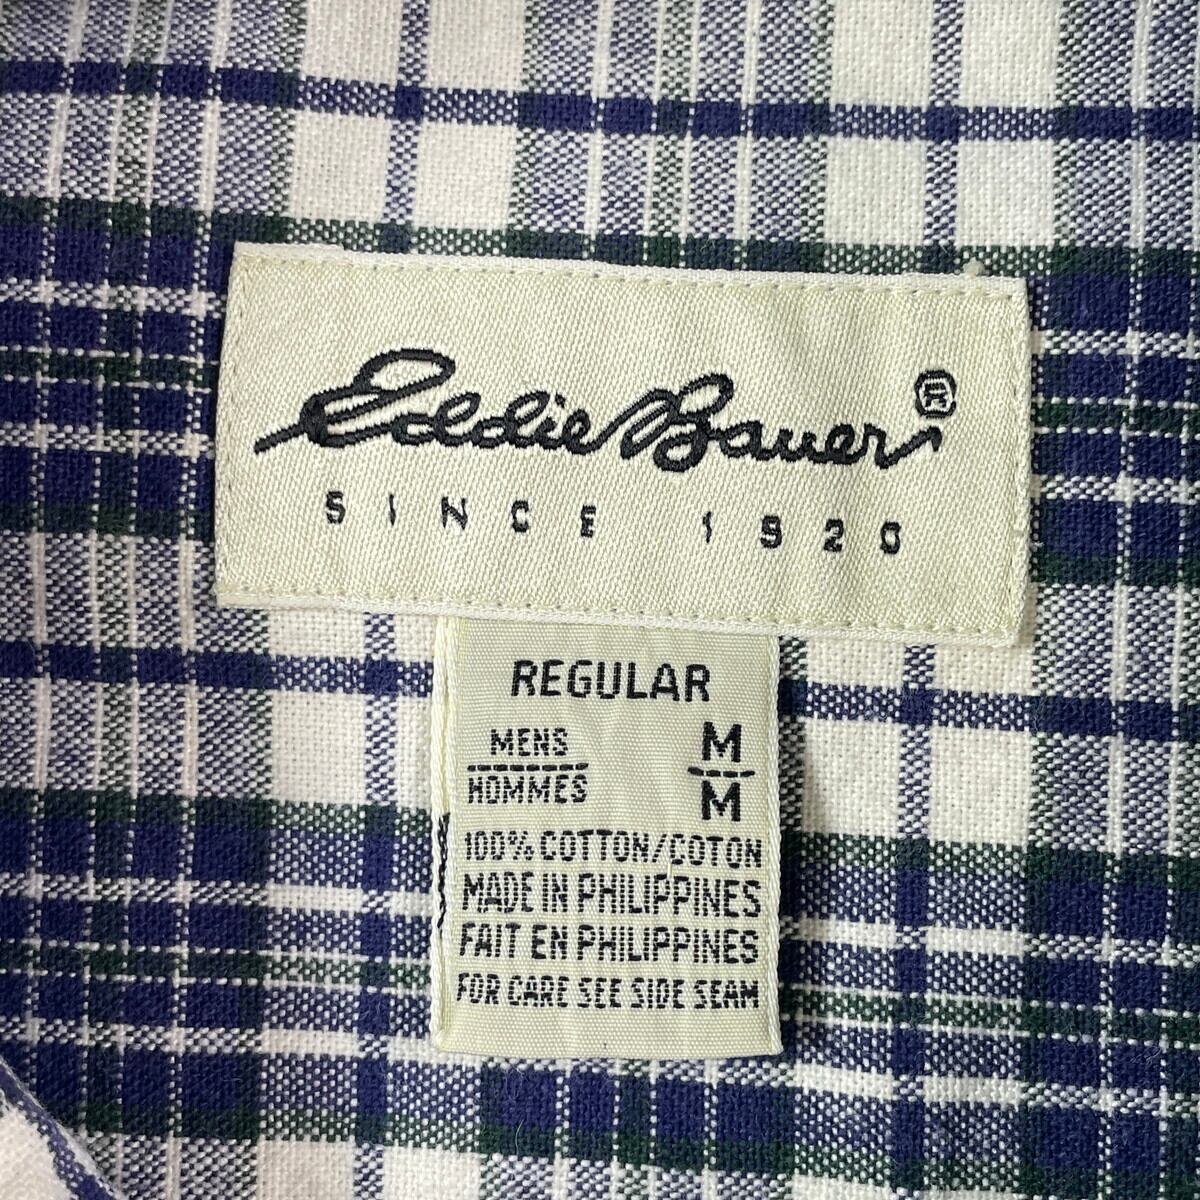 Eddie Bauer®
SINCE 1920
REGULAR
MENS M
HOMMES M
100% COTTON/COTON
MADE IN PHILIPPINES
FAIT EN PHILIPPINES
FOR CARE SEE SIDE SEAM